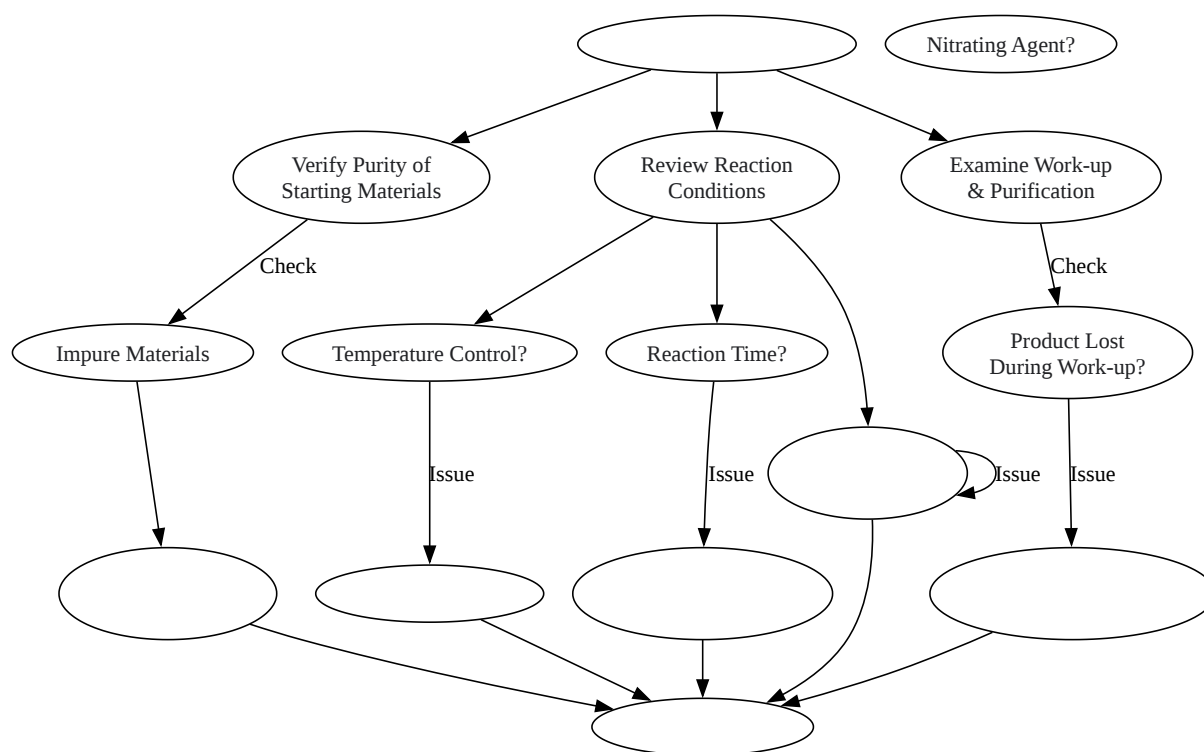 Nitrating Agent?
Verify Purity of
Starting Materials
Review Reaction
Conditions
Examine Work-up
& Purification
Check
Check
Impure Materials
Temperature Control?
Reaction Time?
Product Lost
During Work-up?
Issue
Issue
Issue
Issue